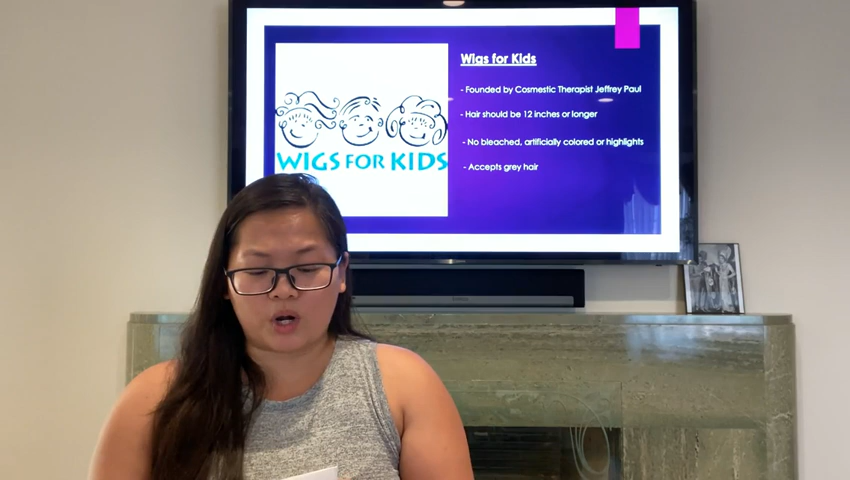 Wigs for Kids
- Founded by Cosmestic Therapist Jeffrey Paul
- Hair should be 12 inches or longer
- No bleached, artificially colored or highlights
- Accepts grey hair
WIGS FOR KIDS